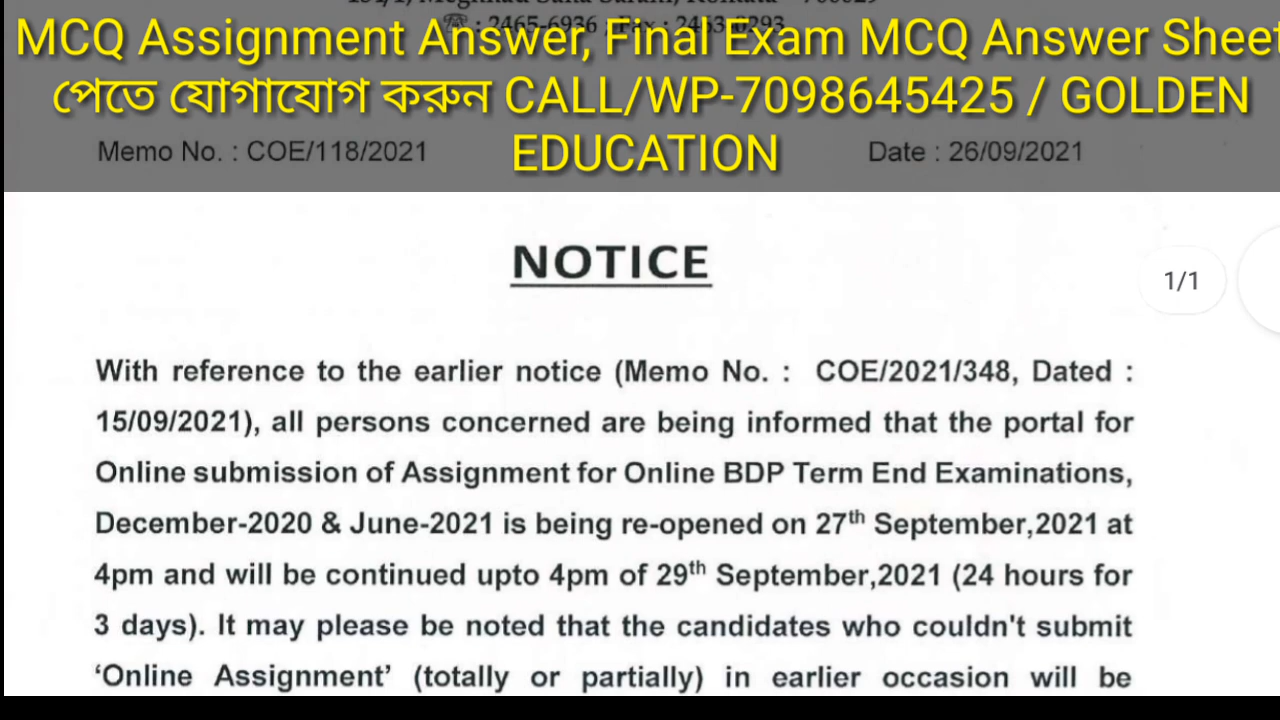 MCQ Assignment Answer, Final Exam MCQ Answer Sheet
পেতে যোগাযোগ করুন CALL/WP-7098645425 / GOLDEN
EDUCATION
: 2465-6936 ; Fax : 2463
Memo No. : COE/118/2021
Date : 26/09/2021
NOTICE
1/1
With reference to the earlier notice (Memo No. : COE/2021/348, Dated :
15/09/2021), all persons concerned are being informed that the portal for
Online submission of Assignment for Online BDP Term End Examinations,
December-2020 & June-2021 is being re-opened on 27th September,2021 at
4pm and will be continued upto 4pm of 29th September,2021 (24 hours for
3 days). It may please be noted that the candidates who couldn't submit
‘Online Assignment’ (totally or partially) in earlier occasion will be